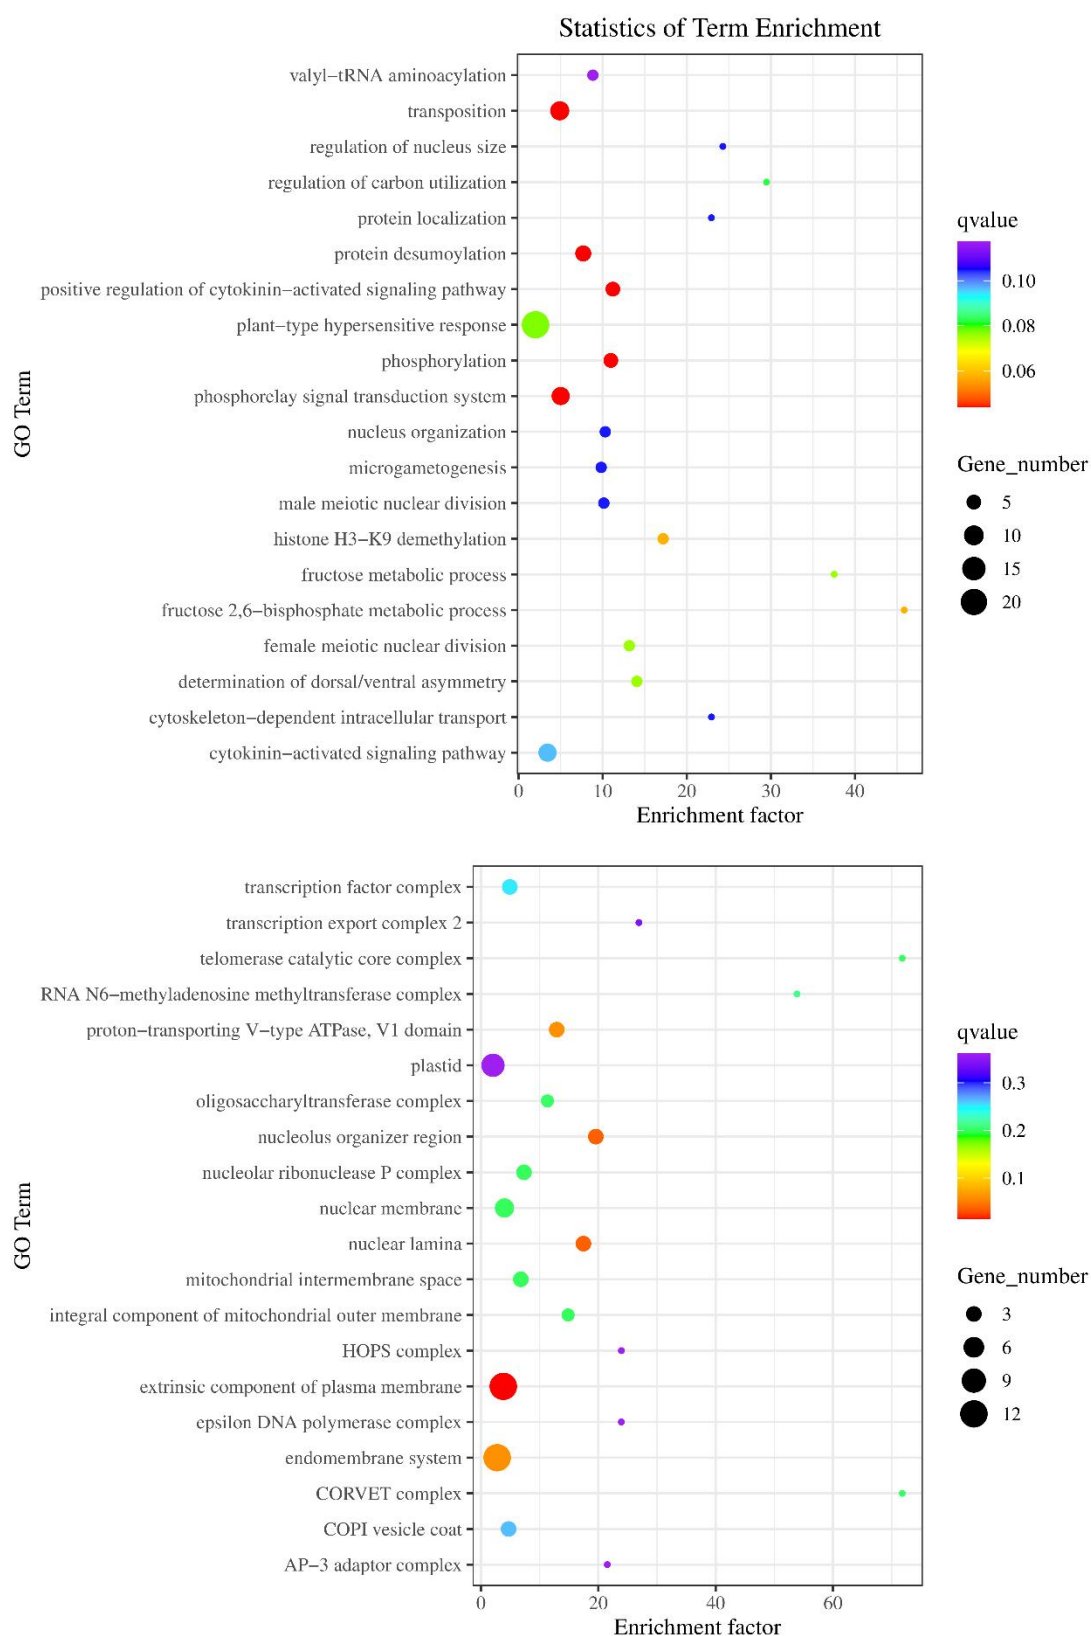 Statistics of Term Enrichment
GO Term
valyl−tRNA aminoacylation
transposition
regulation of nucleus size
regulation of carbon utilization
protein localization
protein desumoylation
positive regulation of cytokinin−activated signaling pathway
plant−type hypersensitive response
phosphorylation
phosphorelay signal transduction system
nucleus organization
microgametogenesis
male meiotic nuclear division
histone H3−K9 demethylation
fructose metabolic process
fructose 2,6−bisphosphate metabolic process
female meiotic nuclear division
determination of dorsal/ventral asymmetry
cytoskeleton−dependent intracellular transport
cytokinin−activated signaling pathway
0 10 20 30 40
Enrichment factor
qvalue
0.10
0.08
0.06
Gene_number
5
10
15
20
GO Term
transcription factor complex
transcription export complex 2
telomerase catalytic core complex
RNA N6−methyladenosine methyltransferase complex
proton−transporting V−type ATPase, V1 domain
plastid
oligosaccharyltransferase complex
nucleolus organizer region
nucleolar ribonuclease P complex
nuclear membrane
nuclear lamina
mitochondrial intermembrane space
integral component of mitochondrial outer membrane
HOPS complex
extrinsic component of plasma membrane
epsilon DNA polymerase complex
endomembrane system
CORVET complex
COPI vesicle coat
AP−3 adaptor complex
0 20 40 60
Enrichment factor
qvalue
0.3
0.2
0.1
Gene_number
3
6
9
12